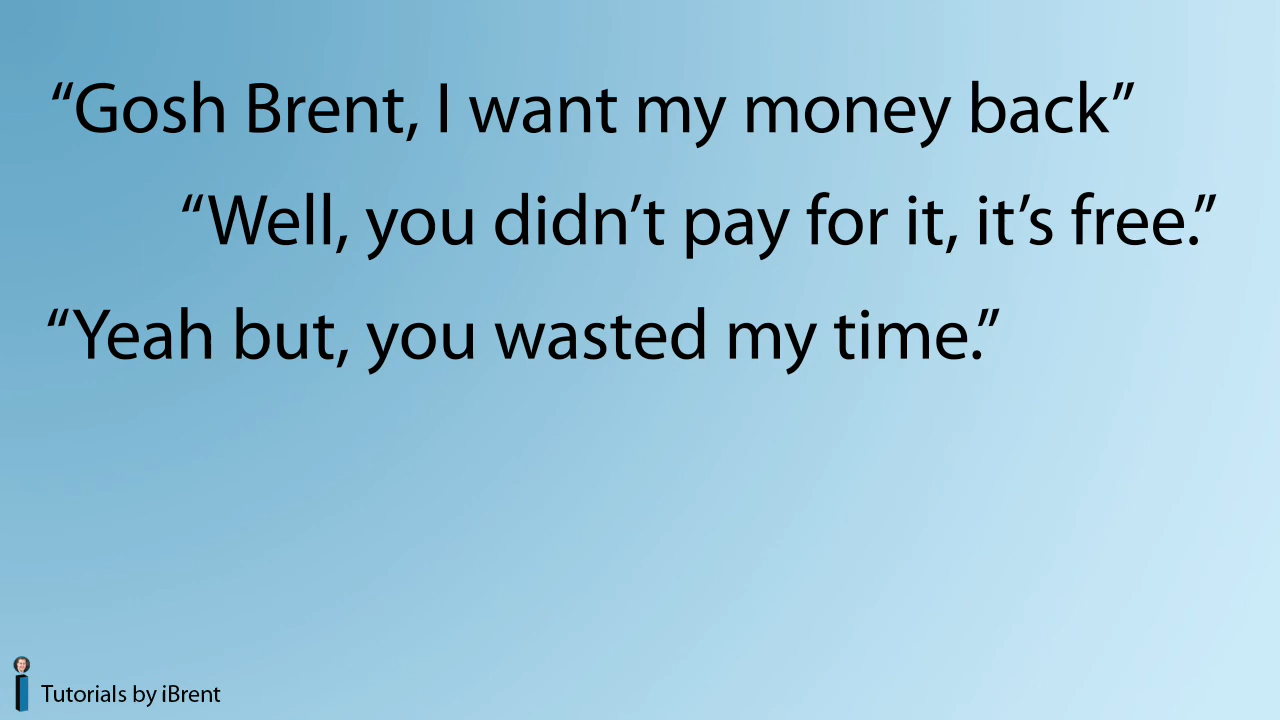 “Gosh Brent, I want my money back”
“Well, you didn’t pay for it, it’s free.”
“Yeah but, you wasted my time.”
Tutorials by iBrent